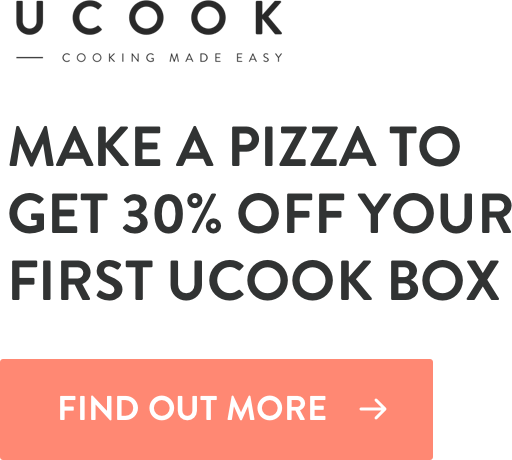 UCOOK
COOKING MADE EASY
MAKE A PIZZA TO
GET 30% OFF YOUR
FIRST UCOOK BOX
FIND OUT MORE →